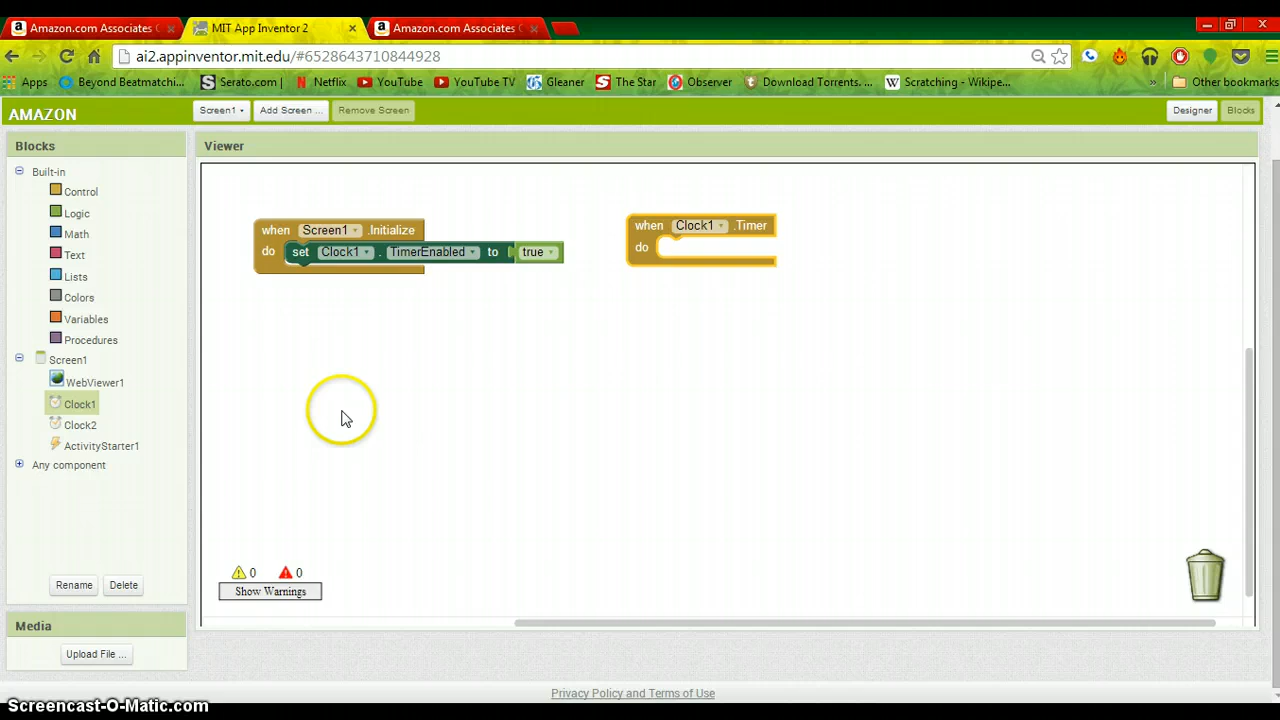 Amazon.com Associates C
MIT App Inventor 2
Amazon.com Associates C
ai2.appinventor.mit.edu/#6528643710844928
Apps
Beyond Beatmatchi...
Serato.com |
Netflix
YouTube
YouTube TV
Gleaner
The Star
Observer
Download Torrents. ...
Scratching - Wikipe...
»
Other bookmarks
AMAZON
Screen1
Add Screen ...
Remove Screen
Designer
Blocks
Blocks
Viewer
Built-in
Control
Logic
Math
Text
Lists
Colors
Variables
Procedures
Screen1
WebViewer1
Clock1
Clock2
ActivityStarter1
Any component
Rename
Delete
Media
Upload File ...
when Screen1 .Initialize
do set Clock1 . TimerEnabled to true
when Clock1 .Timer
do
0 0
Show Warnings
Privacy Policy and Terms of Use
Screencast-O-Matic.com